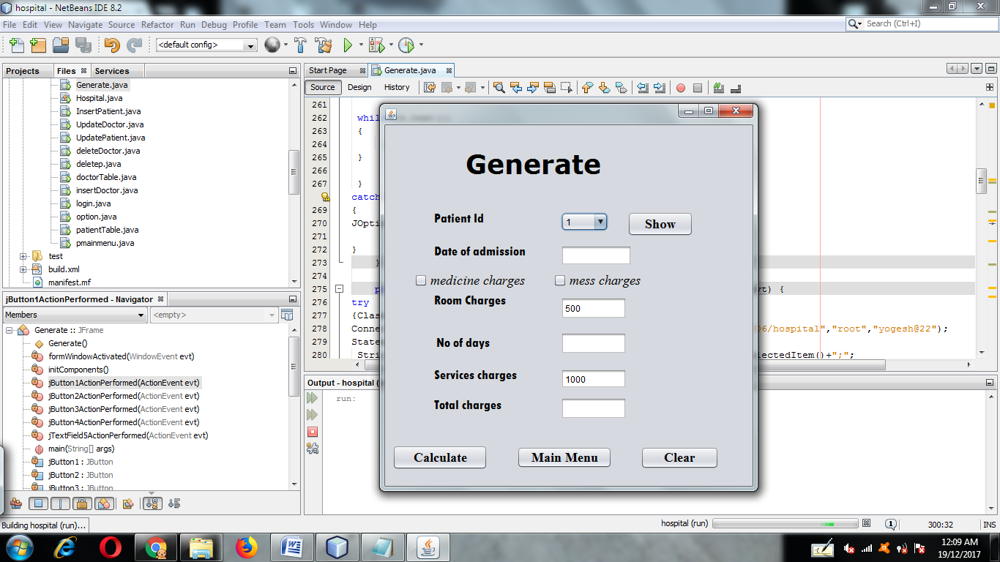 hospital - NetBeans IDE 8.2
File Edit View Navigate Source Refactor Run Debug Profile Team Tools Window Help
Search (Ctrl+I)
<default config>
Projects Files Services
Generate.java
Hospital.java
InsertPatient.java
UpdateDoctor.java
UpdatePatient.java
deleteDoctor.java
deletep.java
doctorTable.java
insertDoctor.java
login.java
option.java
patientTable.java
pmainmenu.java
test
build.xml
manifest.mf
jButton1ActionPerformed - Navigator
Members <empty>
Generate :: JFrame
Generate()
formWindowActivated(WindowEvent evt)
initComponents()
jButton1ActionPerformed(ActionEvent evt)
jButton2ActionPerformed(ActionEvent evt)
jButton3ActionPerformed(ActionEvent evt)
jButton4ActionPerformed(ActionEvent evt)
jTextField5ActionPerformed(ActionEvent evt)
main(String[] args)
jButton1 : JButton
jButton2 : JButton
jButton3 : JButton
Start Page Generate.java
Source Design History
261
262 whil
263 {
264
265 }
266
267 }
catch
269 {
270 JOpti
271
272 }
273 }
274
275 p t) {
276 try
277 {Clas
278 Conne 06/hospital","root","yogesh@22");
279 State
280 Stri lectedItem()+";";
Generate
Patient Id 1 Show
Date of admission
medicine charges mess charges
Room Charges 500
No of days
Services charges 1000
Total charges
Calculate Main Menu Clear
Output - hospital (
run:
Building hospital (run)...
hospital (run) 1 300:32 INS
12:09 AM
19/12/2017